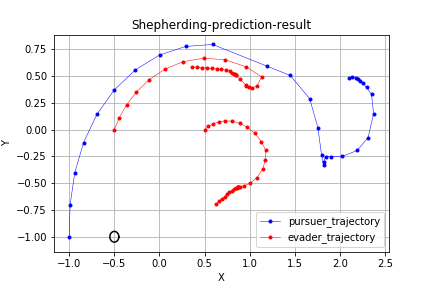 Shepherding-prediction-result
Y
0.75
0.50
0.25
0.00
−0.25
−0.50
−0.75
−1.00
pursuer_trajectory
evader_trajectory
−1.0 −0.5 0.0 0.5 1.0 1.5 2.0 2.5
X